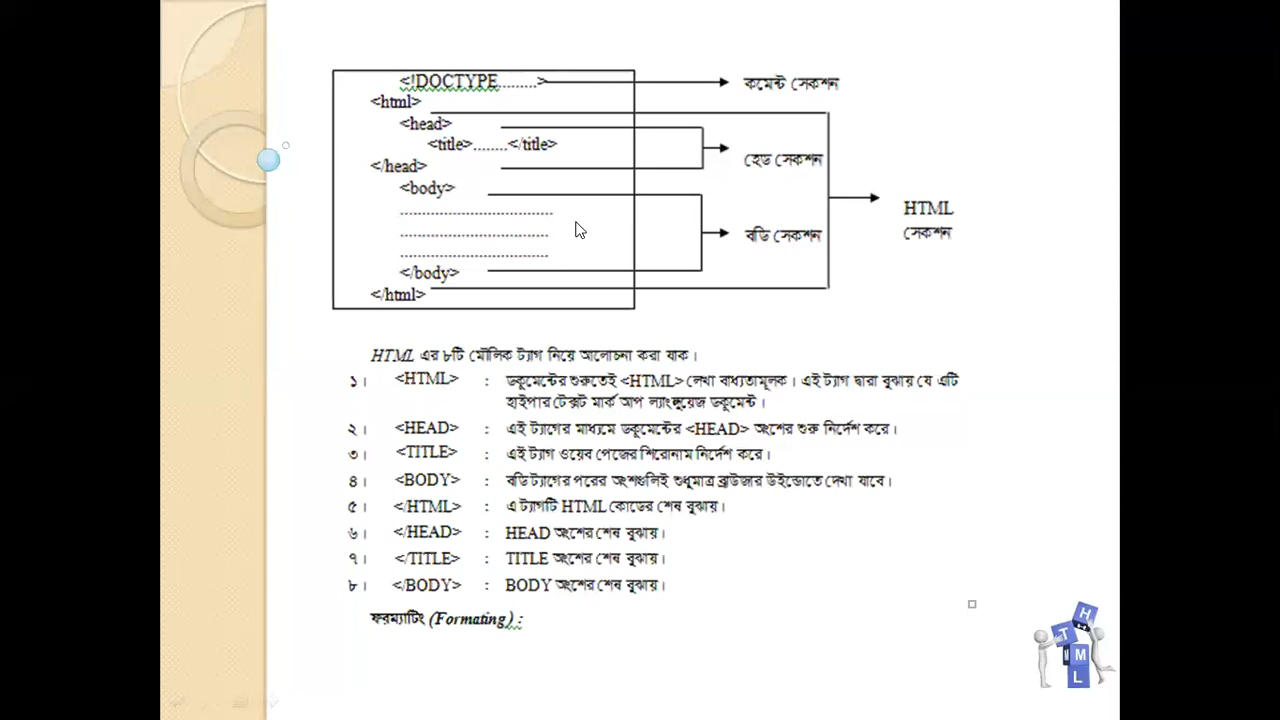 <!DOCTYPE.........> কমেন্ট সেকশন
<html>
<head>
<title>........</title> হেড সেকশন
</head>
<body>
.......................................
....................................... বডি সেকশন
.......................................
</body>
</html>
HTML
সেকশন
HTML এর ৮টি মৌলিক ট্যাগ নিয়ে আলোচনা করা যাক।
১। <HTML> : ডকুমেন্টের শুরুতেই <HTML> লেখা বাধ্যতামূলক। এই ট্যাগ দ্বারা বুঝায় যে এটি
হাইপার টেক্সট মার্ক আপ ল্যাংগুয়েজ ডকুমেন্ট।
২। <HEAD> : এই ট্যাগের মাধ্যমে ডকুমেন্টের <HEAD> অংশের শুরু নির্দেশ করে।
৩। <TITLE> : এই ট্যাগ ওয়েব পেজের শিরোনাম নির্দেশ করে।
৪। <BODY> : বডি ট্যাগের পরের অংশগুলিই শুধুমাত্র ব্রাউজার উইন্ডোতে দেখা যাবে।
৫। </HTML> : এ ট্যাগটি HTML কোডের শেষ বুঝায়।
৬। </HEAD> : HEAD অংশের শেষ বুঝায়।
৭। </TITLE> : TITLE অংশের শেষ বুঝায়।
৮। </BODY> : BODY অংশের শেষ বুঝায়।
ফরম্যাটিং (Formating) :
H
T
M
L